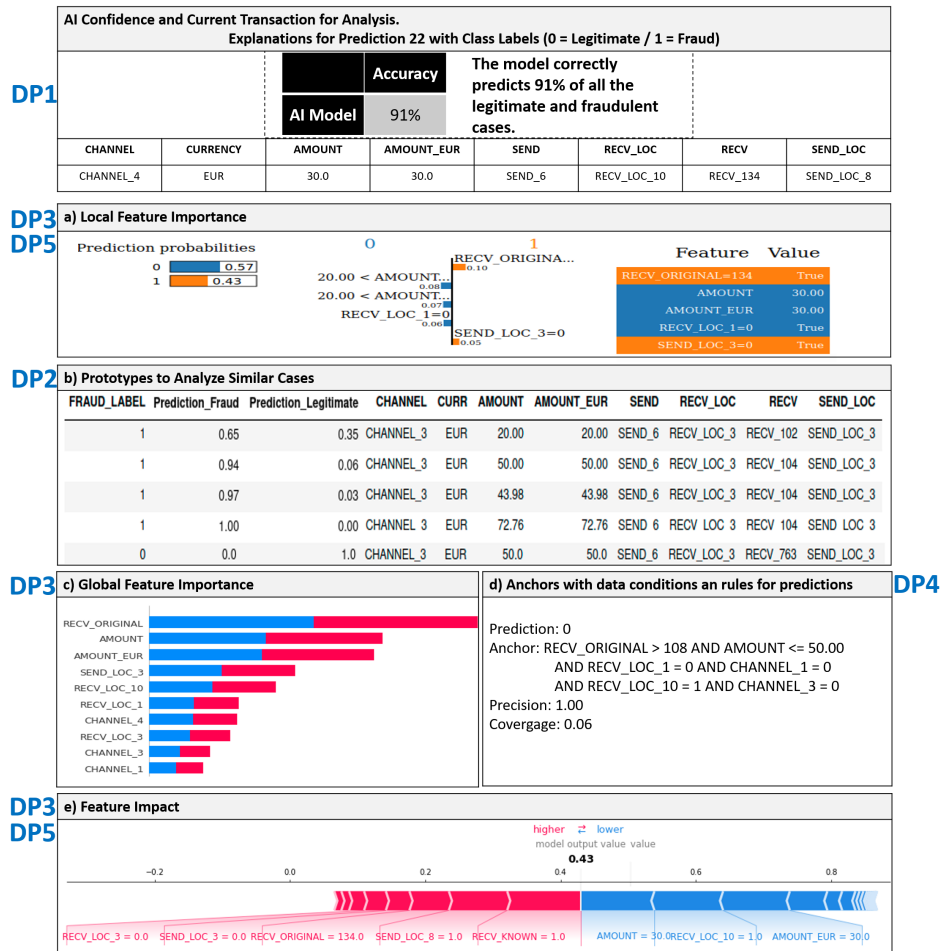 AI Confidence and Current Transaction for Analysis.
Explanations for Prediction 22 with Class Labels (0 = Legitimate / 1 = Fraud)
DP1
Accuracy
AI Model 91%
The model correctly
predicts 91% of all the
legitimate and fraudulent
cases.
CHANNEL CURRENCY AMOUNT AMOUNT_EUR SEND RECV_LOC RECV SEND_LOC
CHANNEL_4 EUR 30.0 30.0 SEND_6 RECV_LOC_10 RECV_134 SEND_LOC_8
DP3
DP5
a) Local Feature Importance
Prediction probabilities
0 0.57
1 0.43
0 1
RECV_ORIGINA...
0.10
20.00 < AMOUNT...
0.08
20.00 < AMOUNT...
0.07
RECV_LOC_1=0
0.06
SEND_LOC_3=0
0.05
Feature Value
RECV_ORIGINAL=134 True
AMOUNT 30.00
AMOUNT_EUR 30.00
RECV_LOC_1=0 True
SEND_LOC_3=0 True
DP2
b) Prototypes to Analyze Similar Cases
FRAUD_LABEL Prediction_Fraud Prediction_Legitimate CHANNEL CURR AMOUNT AMOUNT_EUR SEND RECV_LOC RECV SEND_LOC
1 0.65 0.35 CHANNEL_3 EUR 20.00 20.00 SEND_6 RECV_LOC_3 RECV_102 SEND_LOC_3
1 0.94 0.06 CHANNEL_3 EUR 50.00 50.00 SEND_6 RECV_LOC_3 RECV_104 SEND_LOC_3
1 0.97 0.03 CHANNEL_3 EUR 43.98 43.98 SEND_6 RECV_LOC_3 RECV_104 SEND_LOC_3
1 1.00 0.00 CHANNEL 3 EUR 72.76 72.76 SEND 6 RECV LOC 3 RECV 104 SEND LOC 3
0 0.0 1.0 CHANNEL_3 EUR 50.0 50.0 SEND_6 RECV_LOC_3 RECV_763 SEND_LOC_3
DP3
c) Global Feature Importance
RECV_ORIGINAL
AMOUNT
AMOUNT_EUR
SEND_LOC_3
RECV_LOC_10
RECV_LOC_1
CHANNEL_4
RECV_LOC_3
CHANNEL_3
CHANNEL_1
d) Anchors with data conditions an rules for predictions
DP4
Prediction: 0
Anchor: RECV_ORIGINAL > 108 AND AMOUNT <= 50.00
AND RECV_LOC_1 = 0 AND CHANNEL_1 = 0
AND RECV_LOC_10 = 1 AND CHANNEL_3 = 0
Precision: 1.00
Covergage: 0.06
DP3
DP5
e) Feature Impact
higher ⇄ lower
model output value value
0.43
−0.2 0.0 0.2 0.4 0.6 0.8
RECV_LOC_3 = 0.0 SEND_LOC_3 = 0.0 RECV_ORIGINAL = 134.0 SEND_LOC_8 = 1.0 RECV_KNOWN = 1.0 AMOUNT = 30.0 RECV_LOC_10 = 1.0 AMOUNT_EUR = 30.0